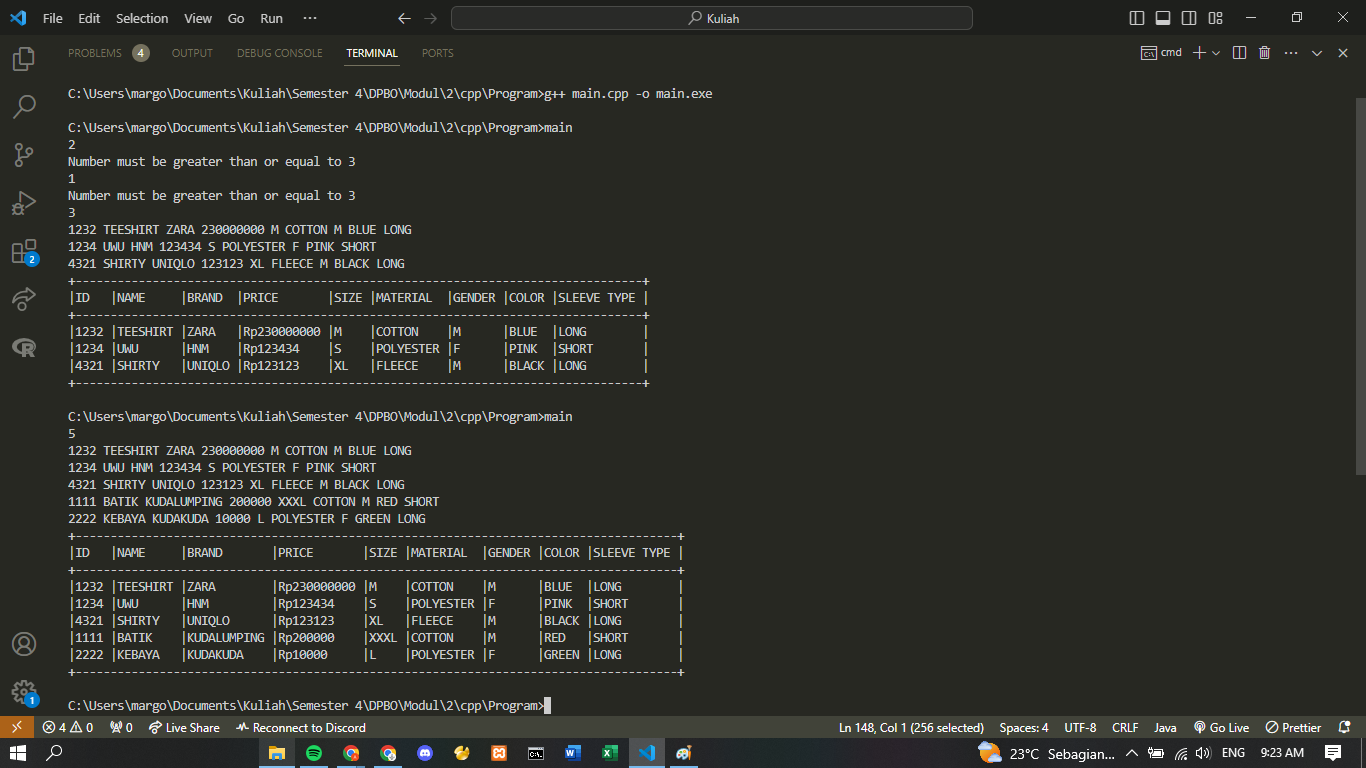 File Edit Selection View Go Run ··· Kuliah
PROBLEMS 4 OUTPUT DEBUG CONSOLE TERMINAL PORTS cmd
C:\Users\margo\Documents\Kuliah\Semester 4\DPBO\Modul\2\cpp\Program>g++ main.cpp -o main.exe
C:\Users\margo\Documents\Kuliah\Semester 4\DPBO\Modul\2\cpp\Program>main
2
Number must be greater than or equal to 3
1
Number must be greater than or equal to 3
3
1232 TEESHIRT ZARA 230000000 M COTTON M BLUE LONG
1234 UWU HNM 123434 S POLYESTER F PINK SHORT
4321 SHIRTY UNIQLO 123123 XL FLEECE M BLACK LONG
+---------------------------------------------------------------------------------+
|ID   |NAME     |BRAND  |PRICE       |SIZE |MATERIAL  |GENDER |COLOR |SLEEVE TYPE |
+---------------------------------------------------------------------------------+
|1232 |TEESHIRT |ZARA   |Rp230000000 |M    |COTTON    |M      |BLUE  |LONG        |
|1234 |UWU      |HNM    |Rp123434    |S    |POLYESTER |F      |PINK  |SHORT       |
|4321 |SHIRTY   |UNIQLO |Rp123123    |XL   |FLEECE    |M      |BLACK |LONG        |
+---------------------------------------------------------------------------------+
C:\Users\margo\Documents\Kuliah\Semester 4\DPBO\Modul\2\cpp\Program>main
5
1232 TEESHIRT ZARA 230000000 M COTTON M BLUE LONG
1234 UWU HNM 123434 S POLYESTER F PINK SHORT
4321 SHIRTY UNIQLO 123123 XL FLEECE M BLACK LONG
1111 BATIK KUDALUMPING 200000 XXXL COTTON M RED SHORT
2222 KEBAYA KUDAKUDA 10000 L POLYESTER F GREEN LONG
+--------------------------------------------------------------------------------------+
|ID   |NAME     |BRAND       |PRICE       |SIZE |MATERIAL  |GENDER |COLOR |SLEEVE TYPE |
+--------------------------------------------------------------------------------------+
|1232 |TEESHIRT |ZARA        |Rp230000000 |M    |COTTON    |M      |BLUE  |LONG        |
|1234 |UWU      |HNM         |Rp123434    |S    |POLYESTER |F      |PINK  |SHORT       |
|4321 |SHIRTY   |UNIQLO      |Rp123123    |XL   |FLEECE    |M      |BLACK |LONG        |
|1111 |BATIK    |KUDALUMPING |Rp200000    |XXXL |COTTON    |M      |RED   |SHORT       |
|2222 |KEBAYA   |KUDAKUDA    |Rp10000     |L    |POLYESTER |F      |GREEN |LONG        |
+--------------------------------------------------------------------------------------+
C:\Users\margo\Documents\Kuliah\Semester 4\DPBO\Modul\2\cpp\Program>
2
R
1
4 0 0 Live Share Reconnect to Discord Ln 148, Col 1 (256 selected) Spaces: 4 UTF-8 CRLF Java Go Live Prettier
23°C Sebagian... ENG 9:23 AM